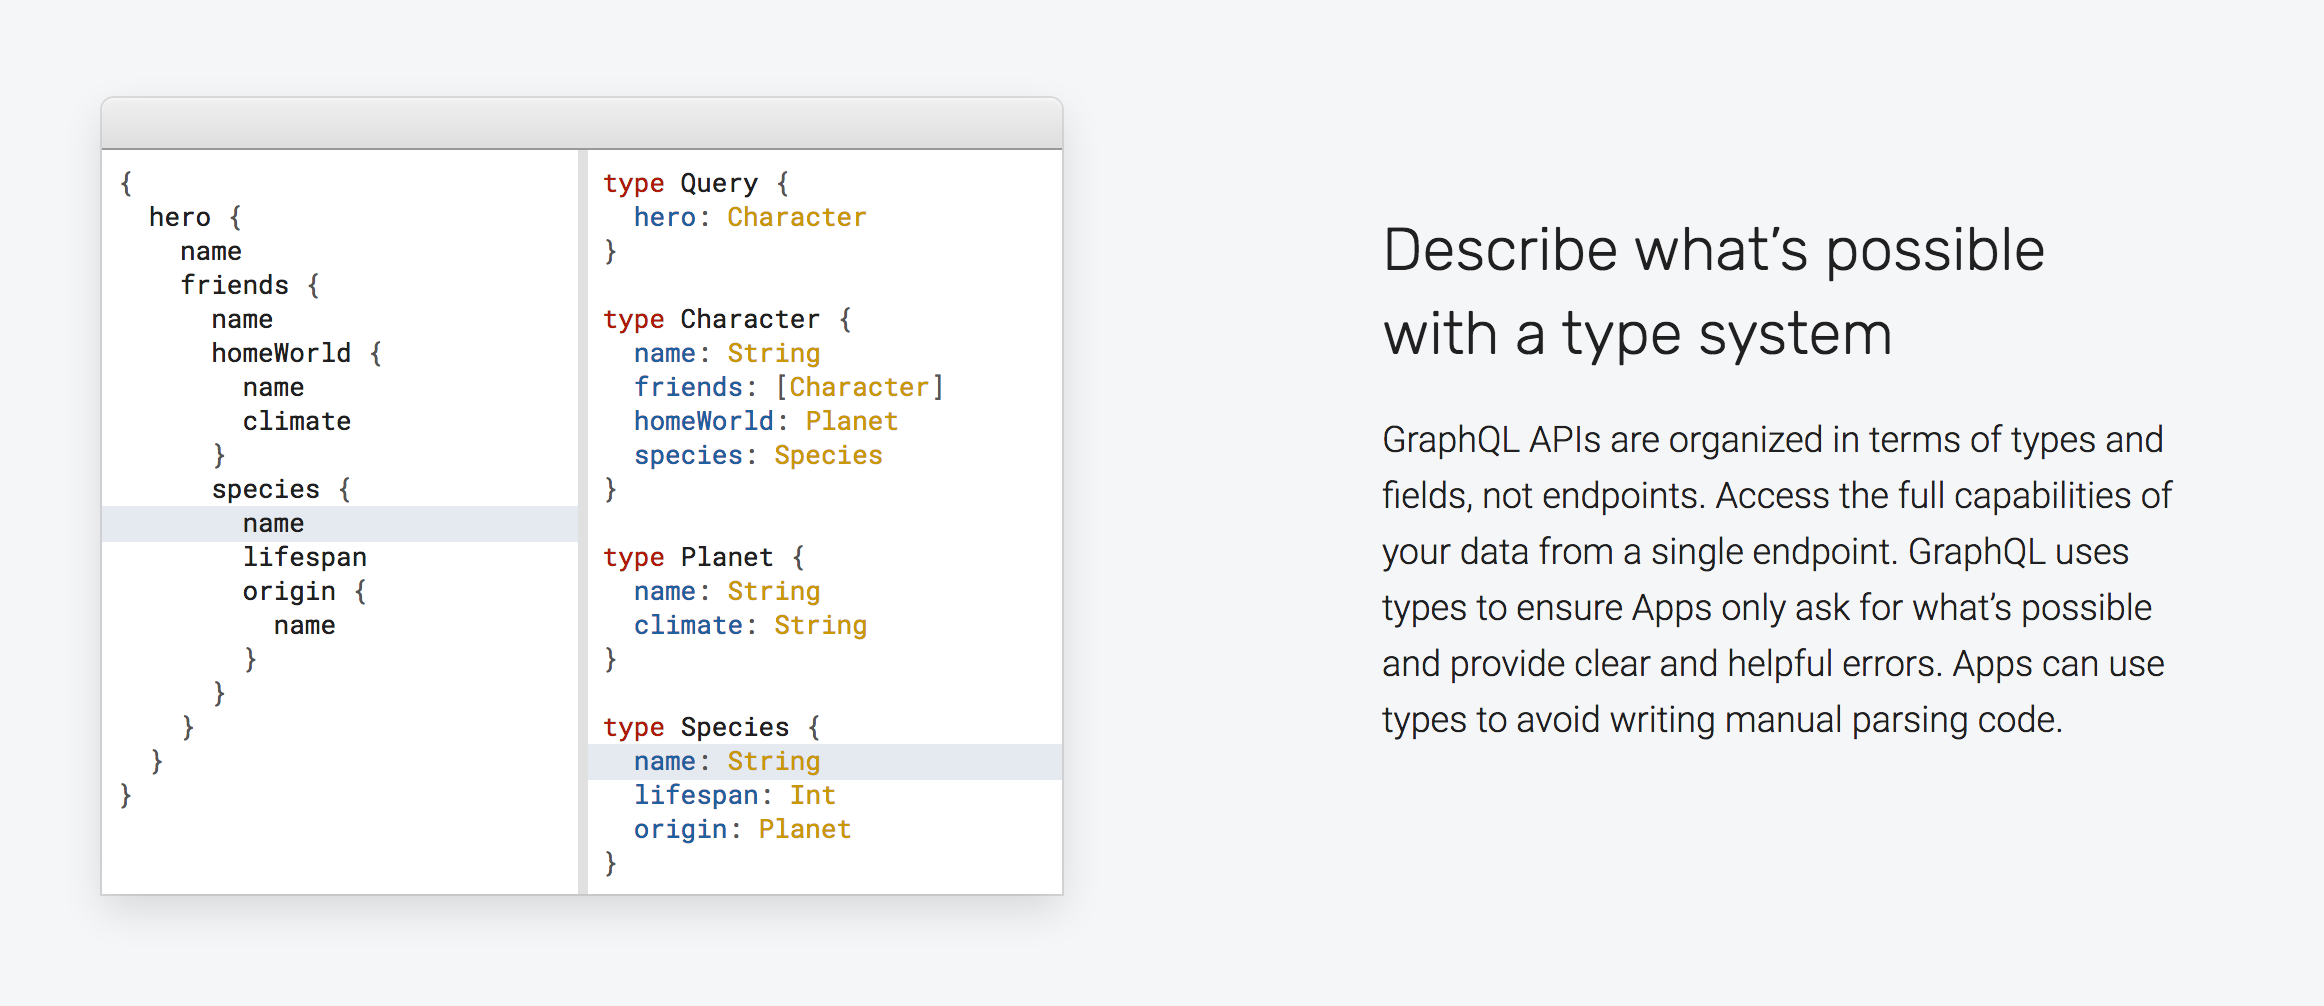 {
  hero {
    name
    friends {
      name
      homeWorld {
        name
        climate
      }
      species {
        name
        lifespan
        origin {
          name
        }
      }
    }
  }
}
type Query {
  hero: Character
}

type Character {
  name: String
  friends: [Character]
  homeWorld: Planet
  species: Species
}

type Planet {
  name: String
  climate: String
}

type Species {
  name: String
  lifespan: Int
  origin: Planet
}
Describe what’s possible
with a type system
GraphQL APIs are organized in terms of types and
fields, not endpoints. Access the full capabilities of
your data from a single endpoint. GraphQL uses
types to ensure Apps only ask for what’s possible
and provide clear and helpful errors. Apps can use
types to avoid writing manual parsing code.